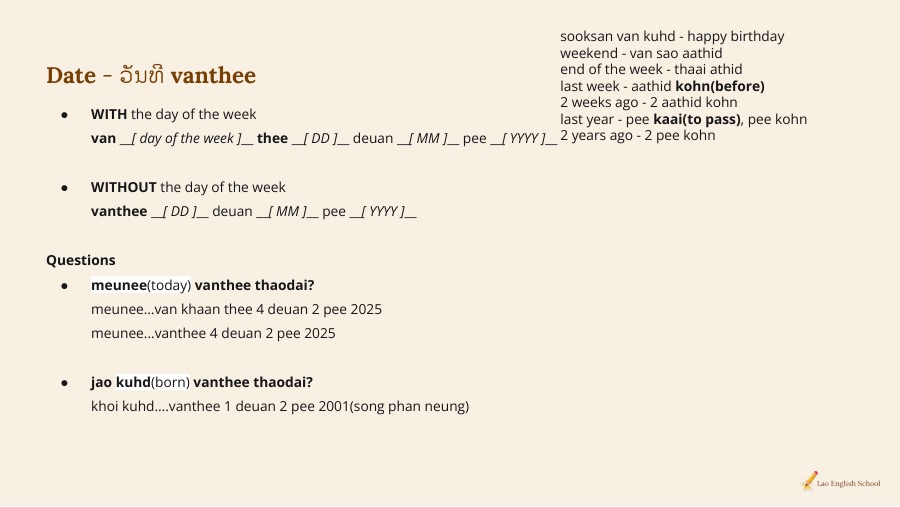 Date - ວັນທີ vanthee
● WITH the day of the week
van __[ day of the week ]__ thee __[ DD ]__ deuan __[ MM ]__ pee __[ YYYY ]__
● WITHOUT the day of the week
vanthee __[ DD ]__ deuan __[ MM ]__ pee __[ YYYY ]__
Questions
● meunee(today) vanthee thaodai?
meunee...van khaan thee 4 deuan 2 pee 2025
meunee...vanthee 4 deuan 2 pee 2025
● jao kuhd(born) vanthee thaodai?
khoi kuhd....vanthee 1 deuan 2 pee 2001(song phan neung)
sooksan van kuhd - happy birthday
weekend - van sao aathid
end of the week - thaai athid
last week - aathid kohn(before)
2 weeks ago - 2 aathid kohn
last year - pee kaai(to pass), pee kohn
2 years ago - 2 pee kohn
Lao English School